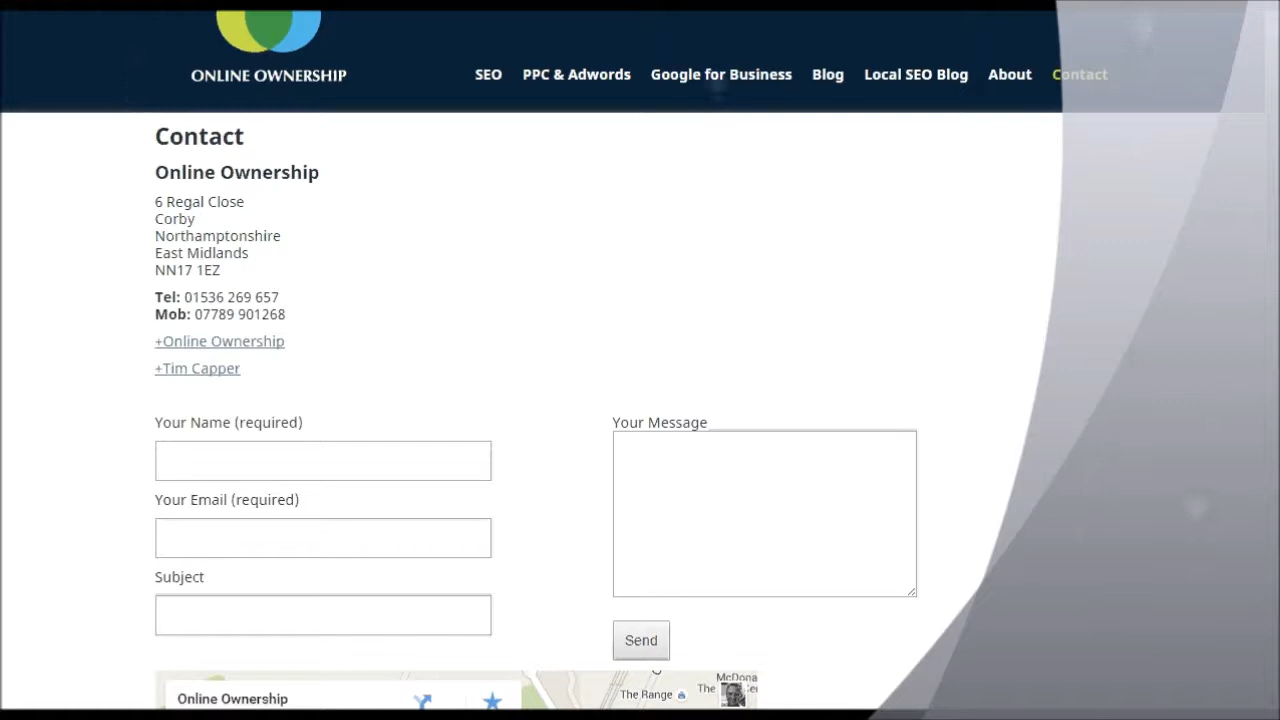 ONLINE OWNERSHIP
SEO PPC & Adwords Google for Business Blog Local SEO Blog About Contact
Contact
Online Ownership
6 Regal Close
Corby
Northamptonshire
East Midlands
NN17 1EZ
Tel: 01536 269 657
Mob: 07789 901268
+Online Ownership
+Tim Capper
Your Name (required)
Your Email (required)
Subject
Your Message
Send
Online Ownership
The Range
McDona
The